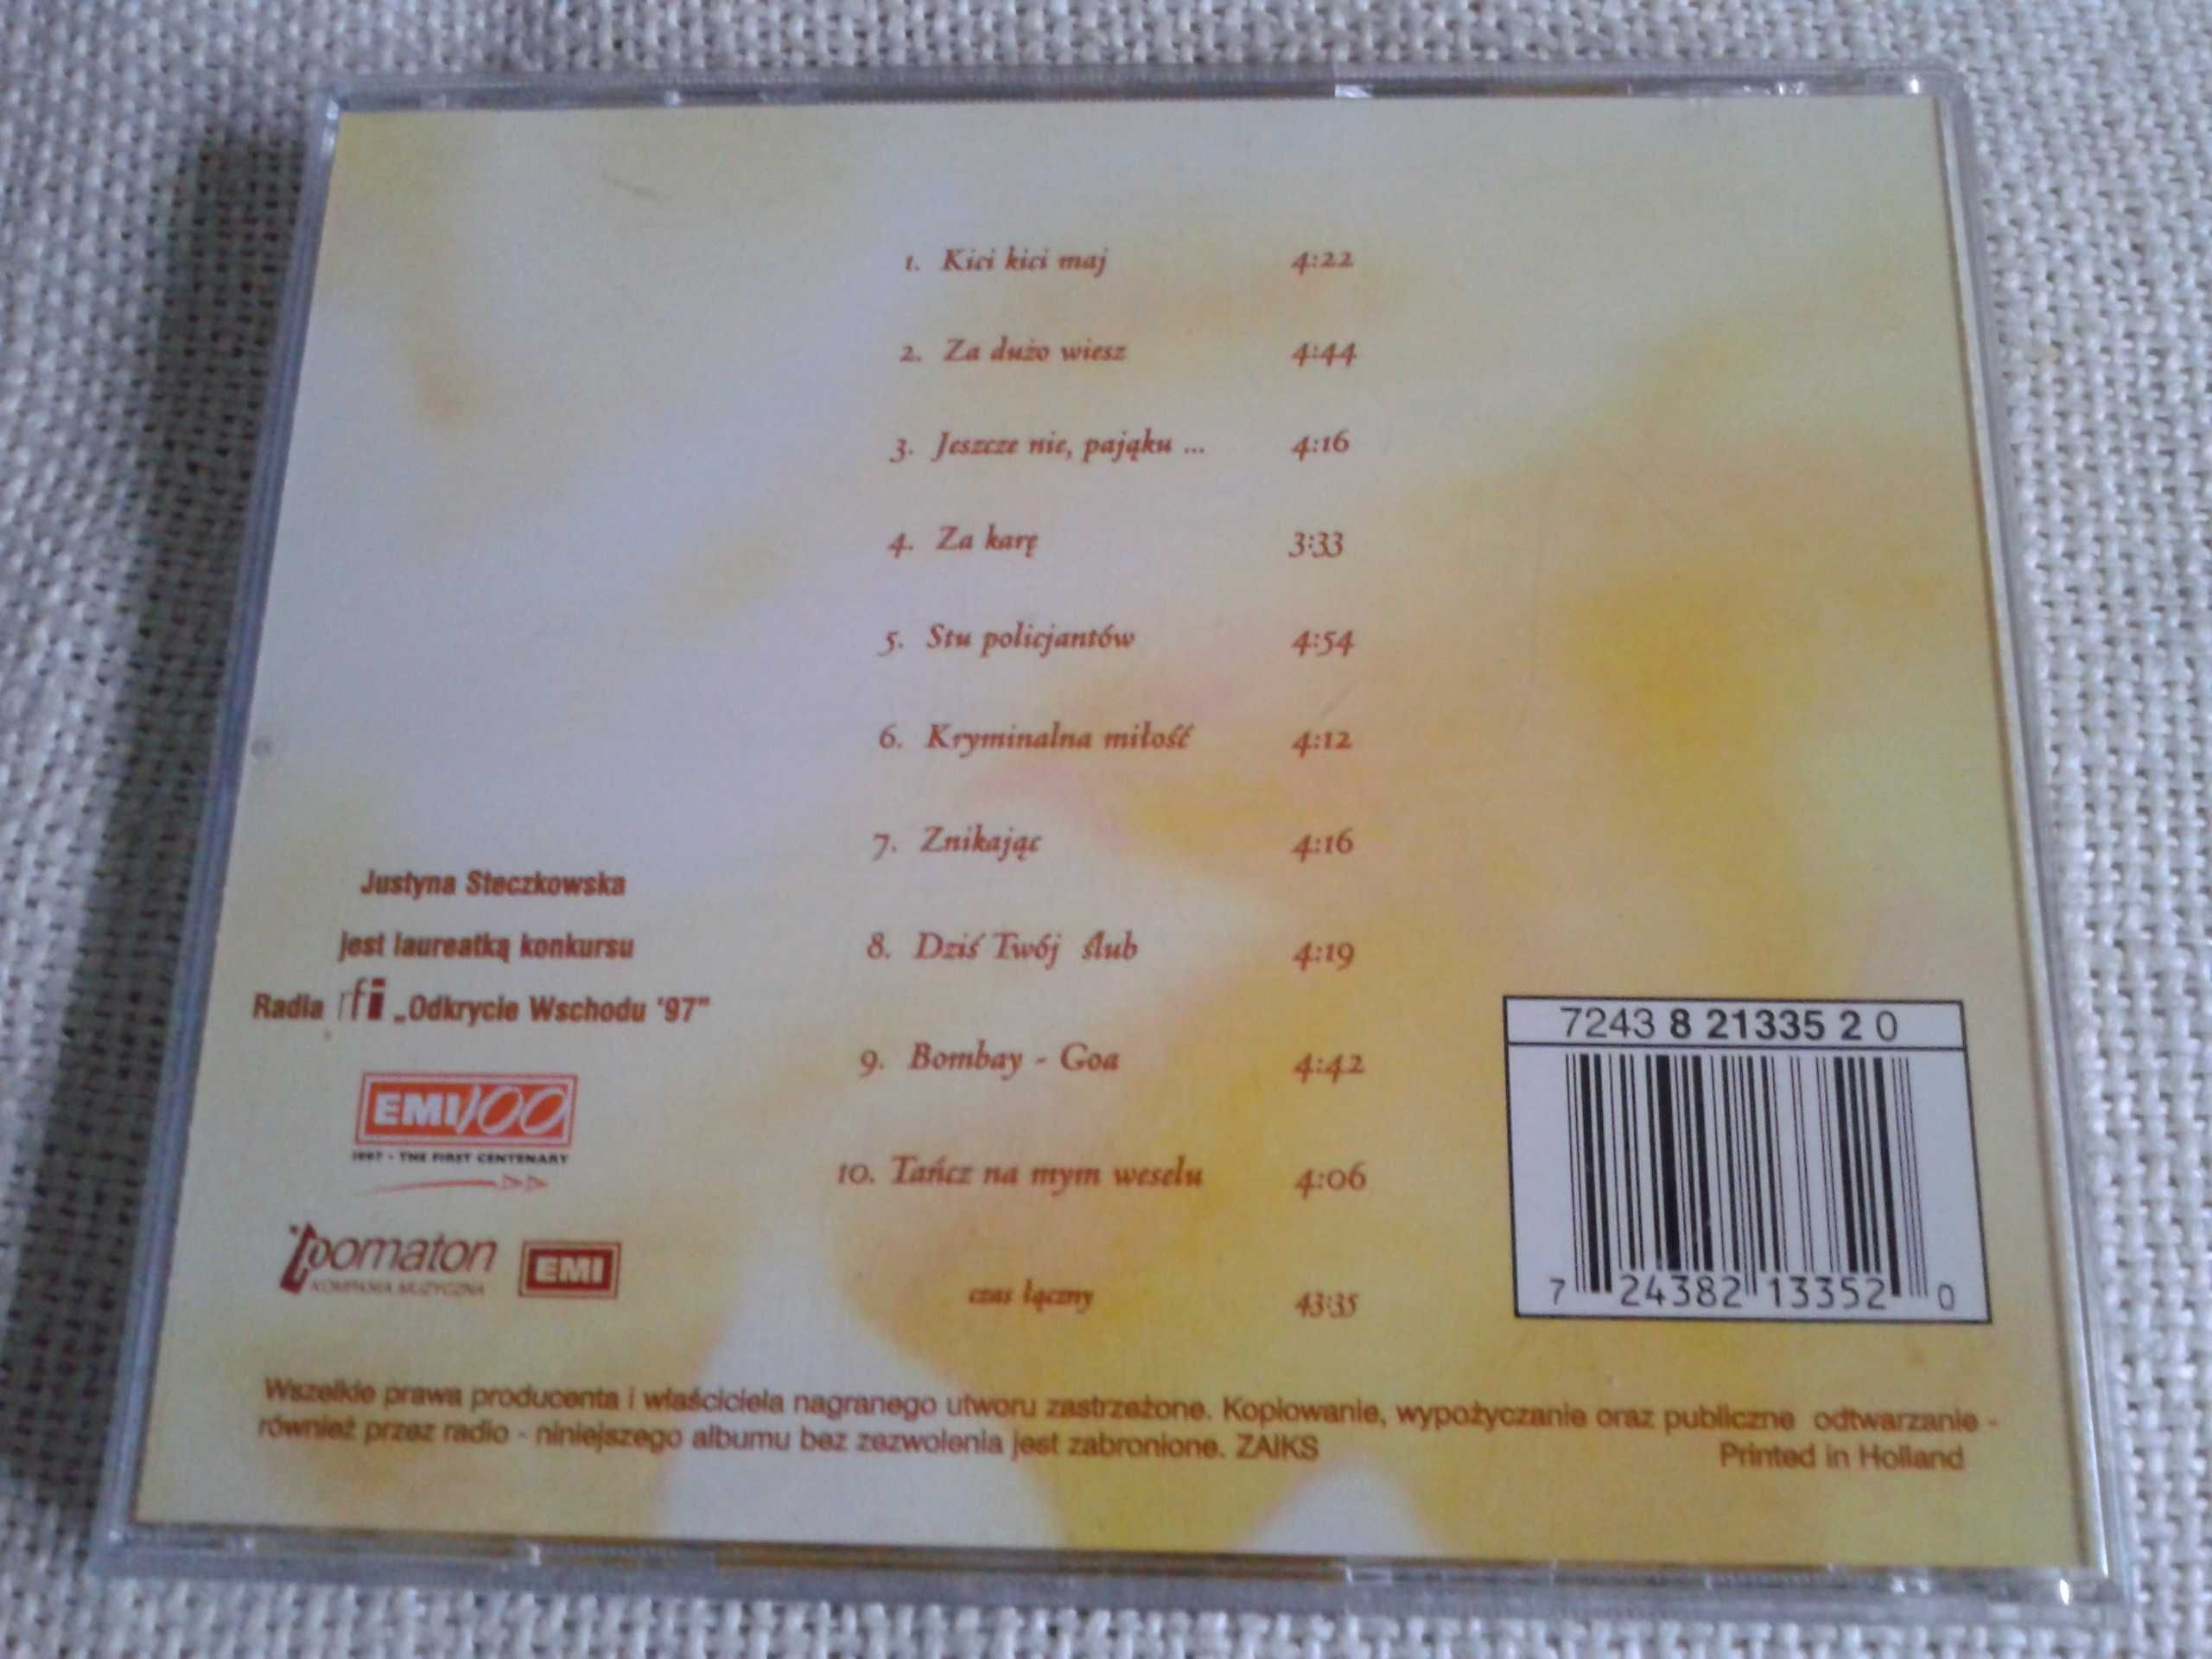 1. Kici kici maj 4:22
2. Za dużo wiesz 4:44
3. Jeszcze nie, pająku ... 4:16
4. Za karę 3:33
5. Stu policjantów 4:54
6. Kryminalna miłość 4:12
7. Znikając 4:16
8. Dziś Twój ślub 4:19
9. Bombay - Goa 4:42
10. Tańcz na mym weselu 4:06
czas łączny 43:35
Justyna Steczkowska
jest laureatką konkursu
Radia rfi „Odkrycie Wschodu '97"
EMI 100
1997 - THE FIRST CENTENARY
pomaton
KOMPANIA MUZYCZNA
EMI
7243 8 21335 2 0
7 24382 13352 0
Wszelkie prawa producenta i właściciela nagranego utworu zastrzeżone. Kopiowanie, wypożyczanie oraz publiczne odtwarzanie -
również przez radio - niniejszego albumu bez zezwolenia jest zabronione. ZAIKS
Printed in Holland